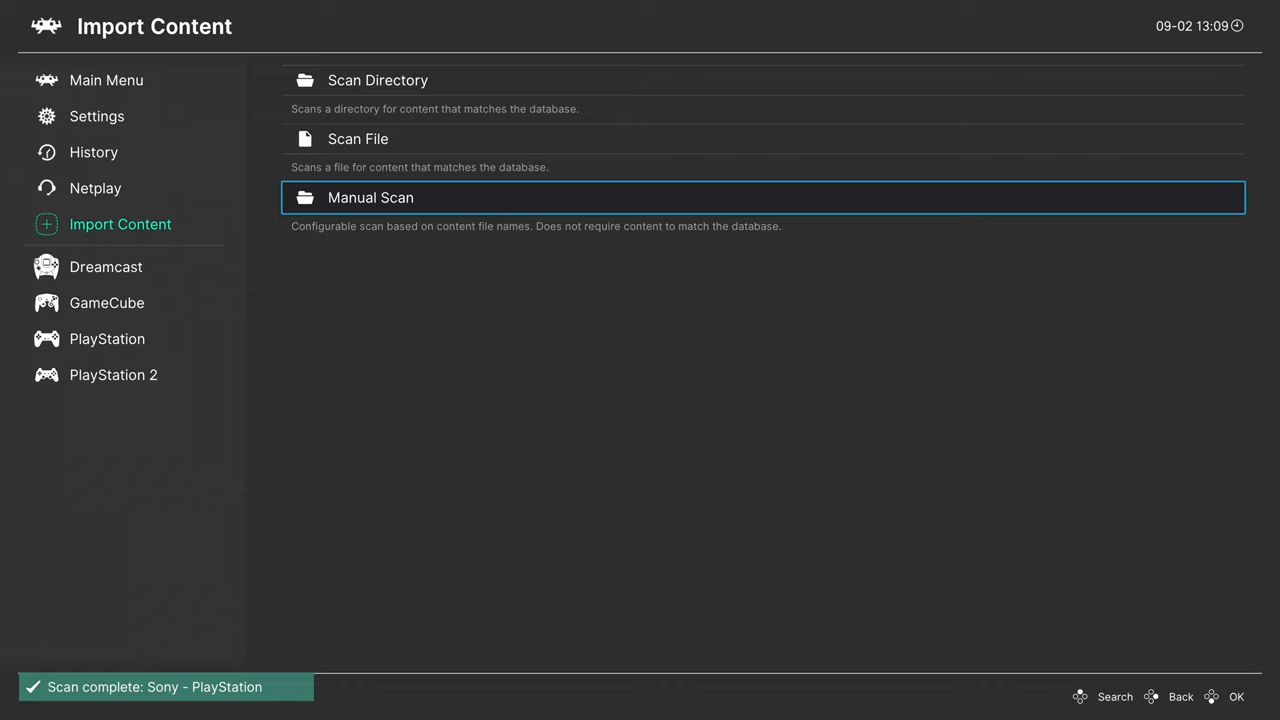 Import Content
09-02 13:09
Main Menu
Settings
History
Netplay
Import Content
Dreamcast
GameCube
PlayStation
PlayStation 2
Scan Directory
Scans a directory for content that matches the database.
Scan File
Scans a file for content that matches the database.
Manual Scan
Configurable scan based on content file names. Does not require content to match the database.
Scan complete: Sony - PlayStation
Search Back OK